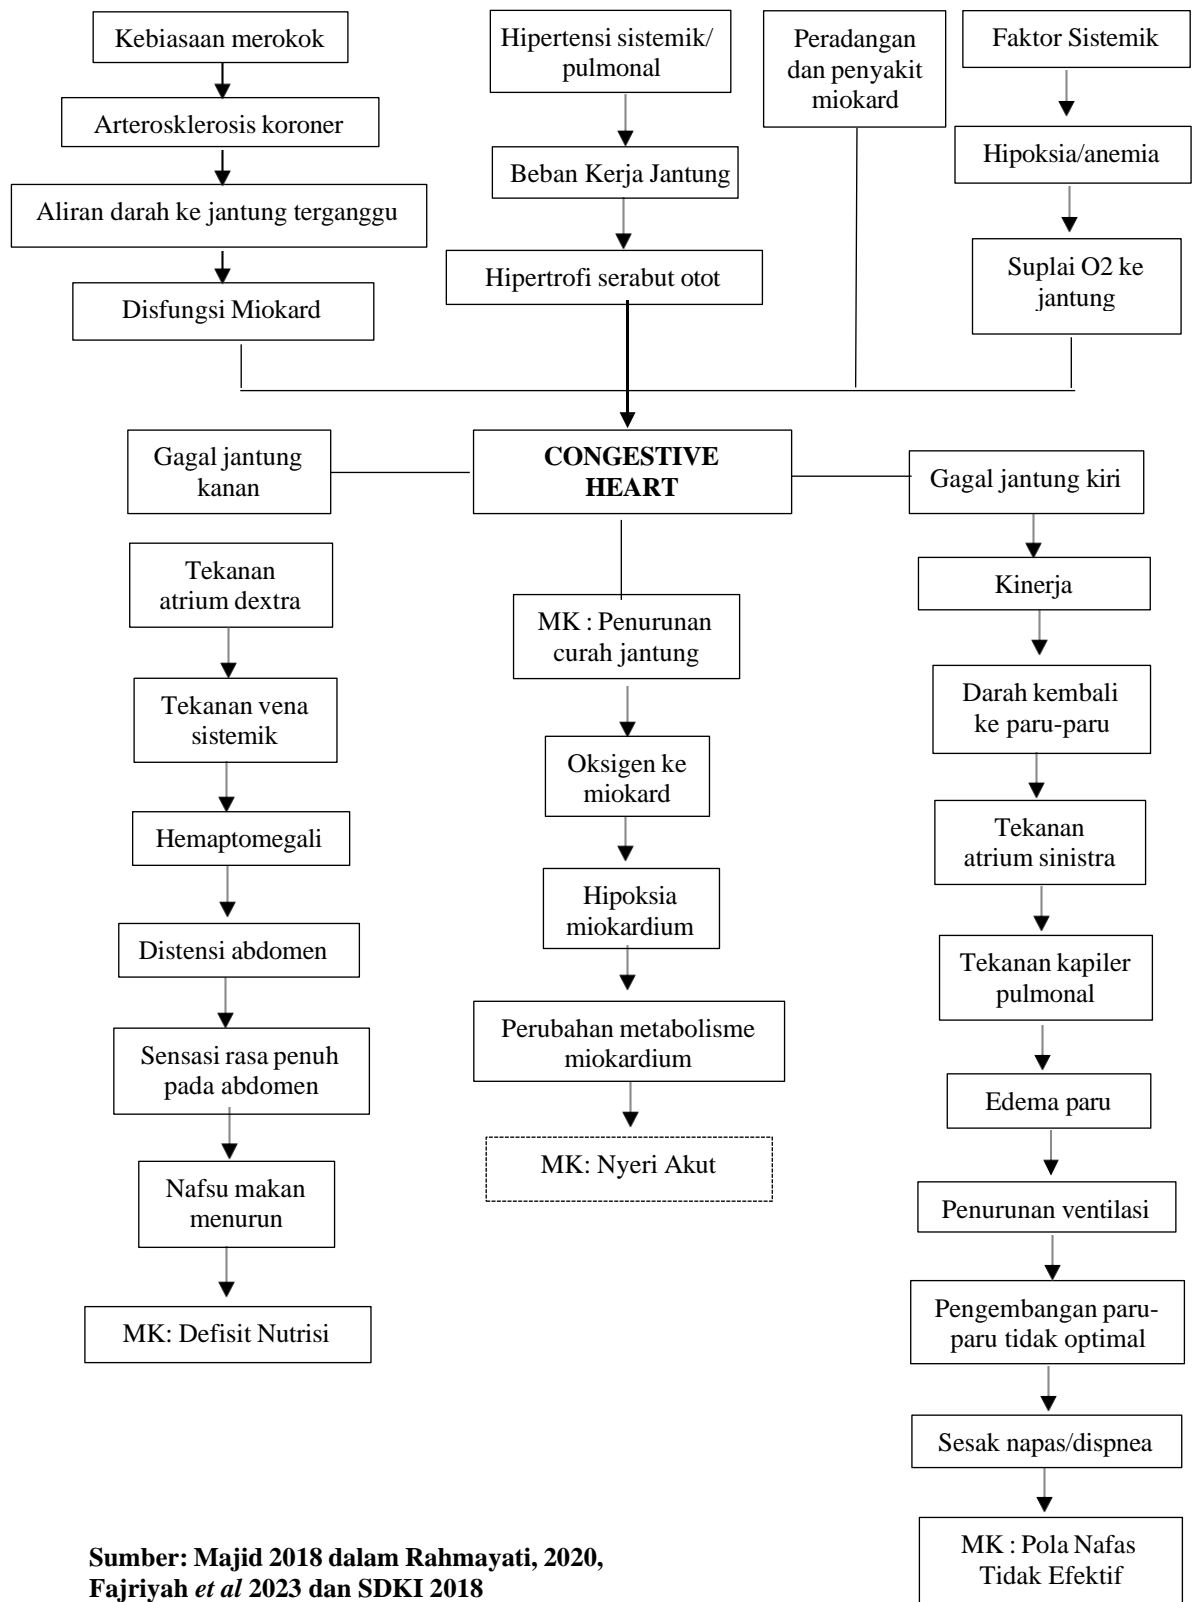 Kebiasaan merokok
Hipertensi sistemik/
pulmonal
Peradangan
dan penyakit
miokard
Faktor Sistemik
Arterosklerosis koroner
Beban Kerja Jantung
Hipoksia/anemia
Aliran darah ke jantung terganggu
Hipertrofi serabut otot
Suplai O2 ke
jantung
Disfungsi Miokard
Gagal jantung
kanan
CONGESTIVE
HEART
Gagal jantung kiri
Tekanan
atrium dextra
Tekanan vena
sistemik
Hemaptomegali
Distensi abdomen
Sensasi rasa penuh
pada abdomen
Nafsu makan
menurun
MK: Defisit Nutrisi
MK : Penurunan
curah jantung
Oksigen ke
miokard
Hipoksia
miokardium
Perubahan metabolisme
miokardium
MK: Nyeri Akut
Kinerja
Darah kembali
ke paru-paru
Tekanan
atrium sinistra
Tekanan kapiler
pulmonal
Edema paru
Penurunan ventilasi
Pengembangan paru-
paru tidak optimal
Sesak napas/dispnea
MK : Pola Nafas
Tidak Efektif
Sumber: Majid 2018 dalam Rahmayati, 2020,
Fajriyah et al 2023 dan SDKI 2018